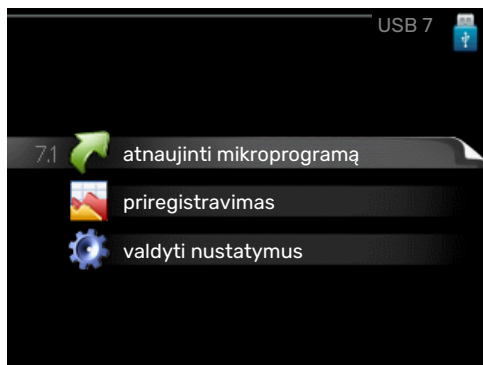 USB 7
7.1 atnaujinti mikroprogramą
priregistravimas
valdyti nustatymus